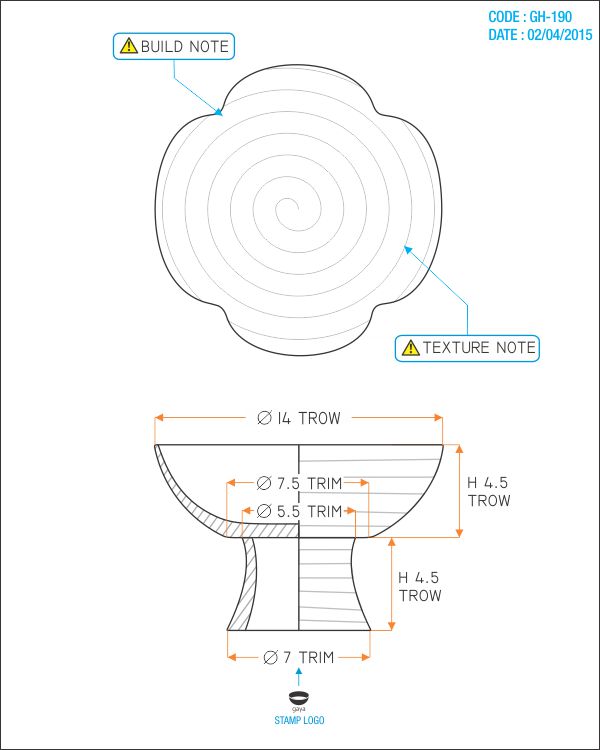 CODE : GH-190
DATE : 02/04/2015
BUILD NOTE
TEXTURE NOTE
Ø 14 TROW
Ø 7.5 TRIM
H 4.5
TROW
Ø 5.5 TRIM
H 4.5
TROW
Ø 7 TRIM
gaya
STAMP LOGO